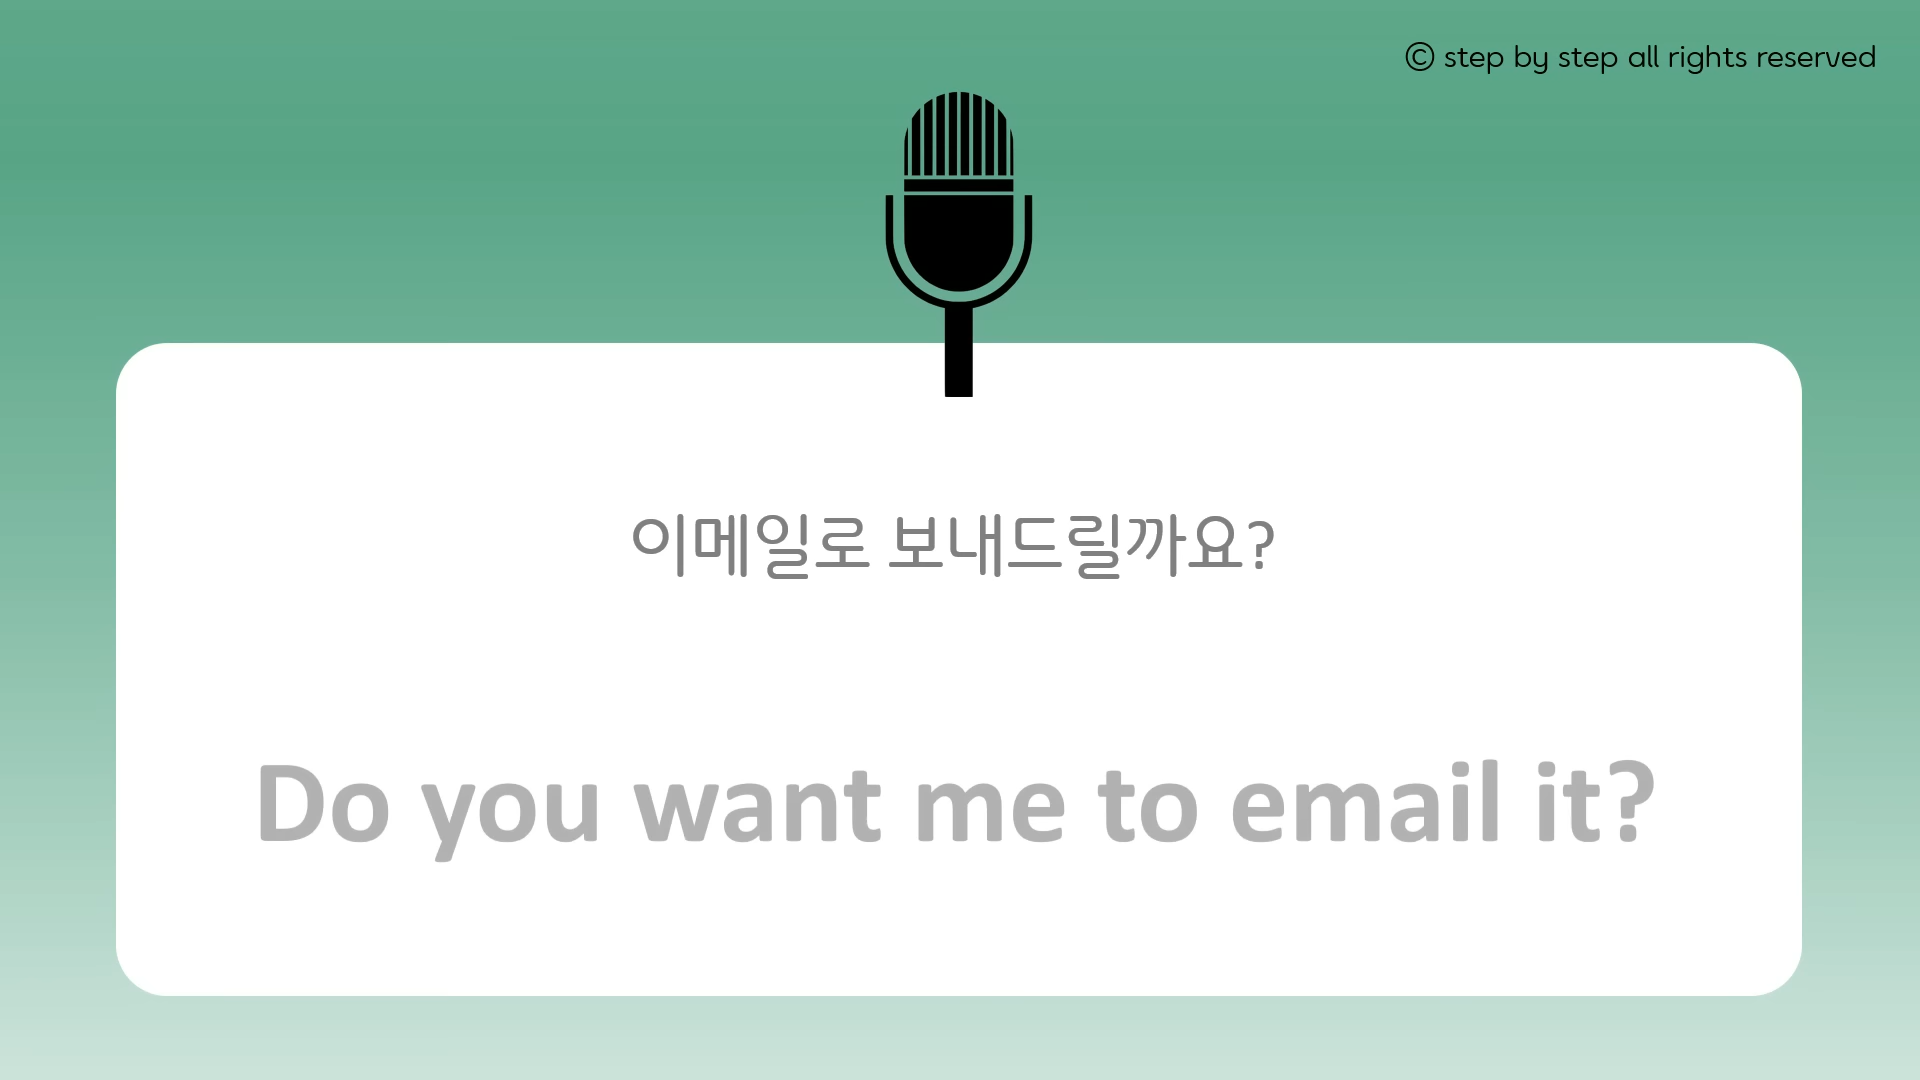 © step by step all rights reserved
이메일로 보내드릴까요?
Do you want me to email it?